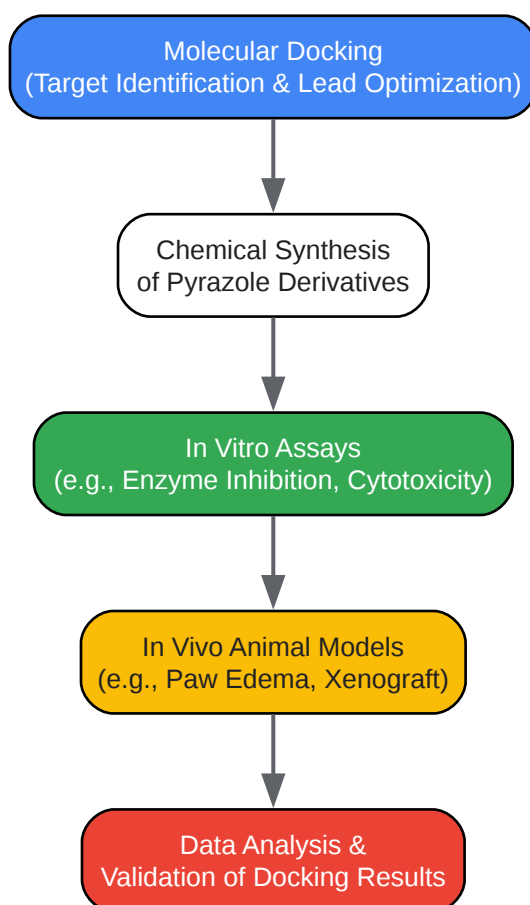 Molecular Docking
(Target Identification & Lead Optimization)
Chemical Synthesis
of Pyrazole Derivatives
In Vitro Assays
(e.g., Enzyme Inhibition, Cytotoxicity)
In Vivo Animal Models
(e.g., Paw Edema, Xenograft)
Data Analysis &
Validation of Docking Results